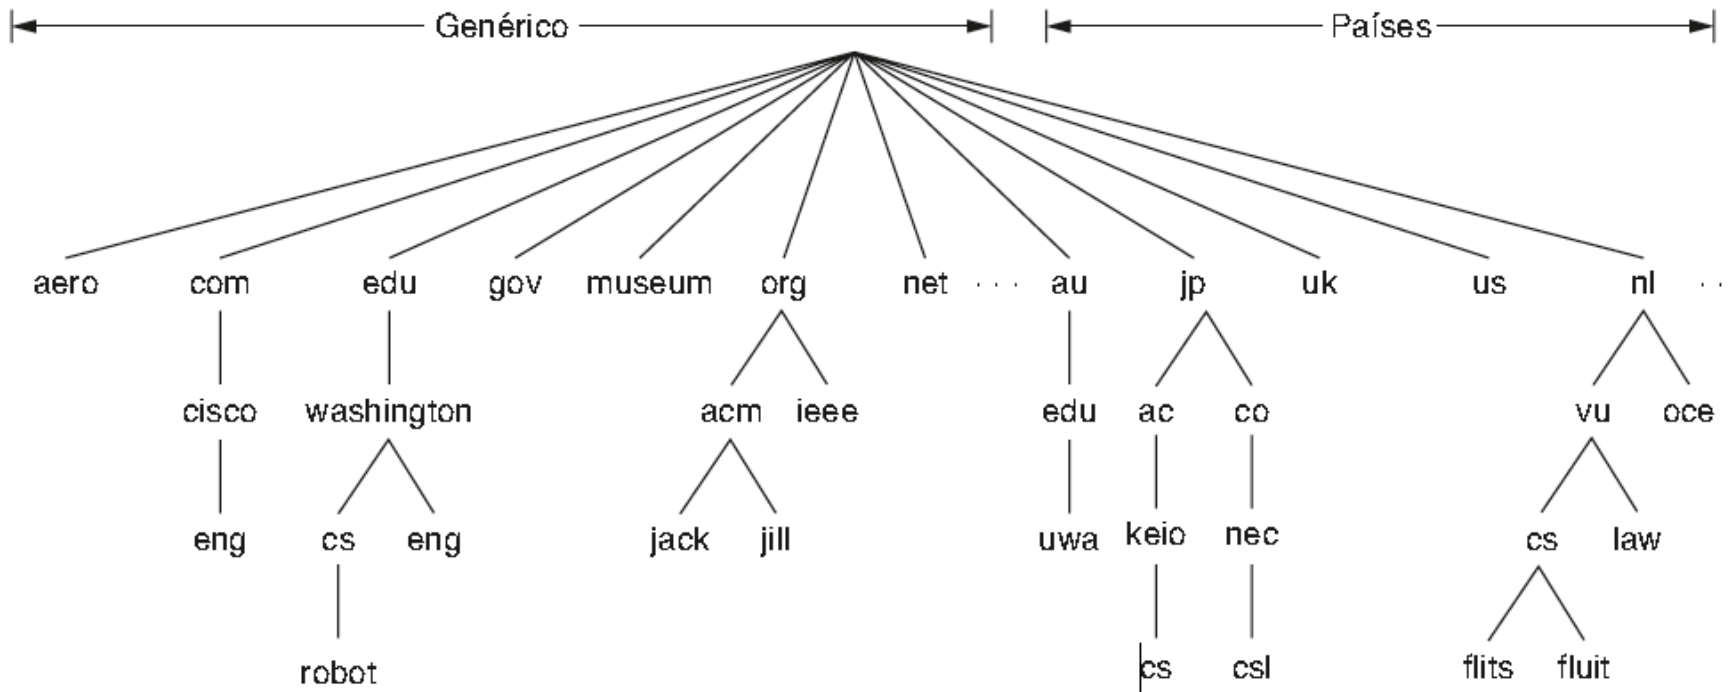 Genérico Países
aero com edu gov museum org net · · · au jp uk us nl · ·
cisco washington acm ieee edu ac co vu oce
eng cs eng jack jill uwa keio nec cs law
robot cs csl flits fluit